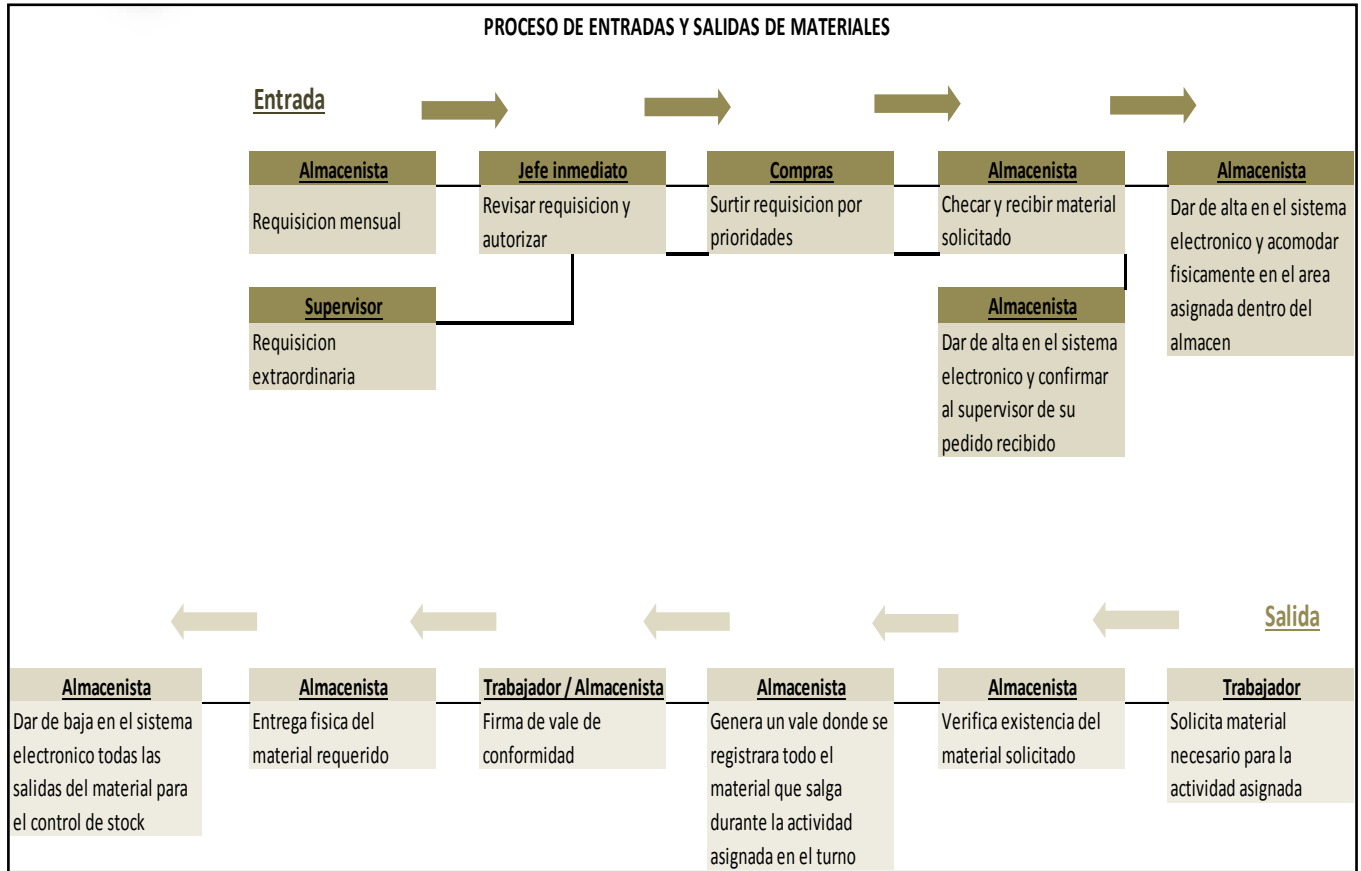 PROCESO DE ENTRADAS Y SALIDAS DE MATERIALES
Entrada
Almacenista
Requisicion mensual
Jefe inmediato
Revisar requisicion y
autorizar
Compras
Surtir requisicion por
prioridades
Almacenista
Checar y recibir material
solicitado
Almacenista
Dar de alta en el sistema
electronico y acomodar
fisicamente en el area
asignada dentro del
almacen
Supervisor
Requisicion
extraordinaria
Almacenista
Dar de alta en el sistema
electronico y confirmar
al supervisor de su
pedido recibido
Salida
Almacenista
Dar de baja en el sistema
electronico todas las
salidas del material para
el control de stock
Almacenista
Entrega fisica del
material requerido
Trabajador / Almacenista
Firma de vale de
conformidad
Almacenista
Genera un vale donde se
registrara todo el
material que salga
durante la actividad
asignada en el turno
Almacenista
Verifica existencia del
material solicitado
Trabajador
Solicita material
necesario para la
actividad asignada